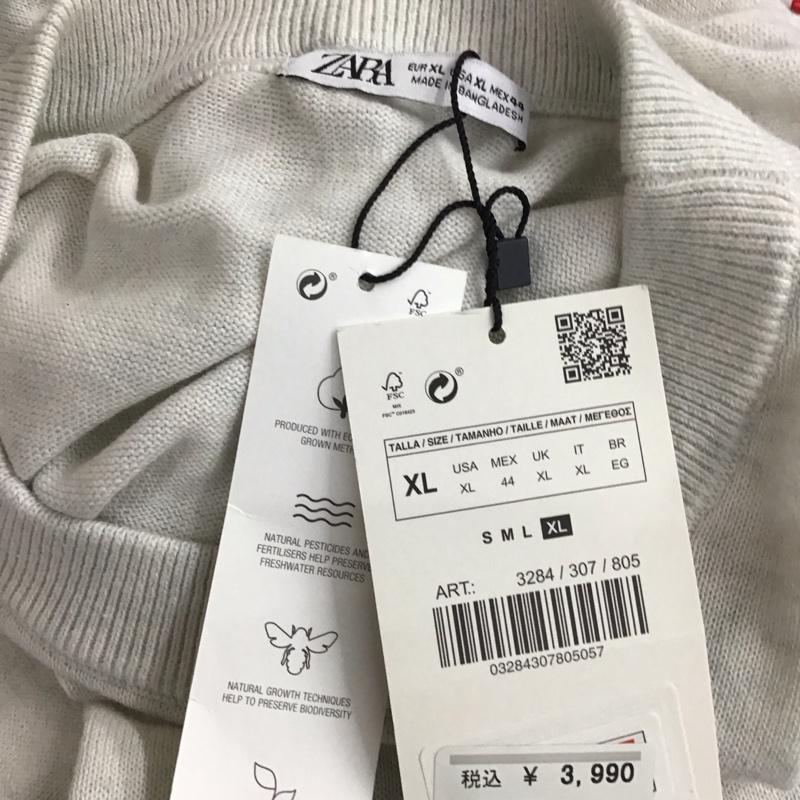 ZARA
EUR XL USA XL MEX 44
MADE IN BANGLADESH
®
FSC
PRODUCED WITH
GROWN
NATURAL PESTICIDES AND
FERTILISERS HELP PRESERVE
FRESHWATER RESOURCES
NATURAL GROWTH TECHNIQUES
HELP TO PRESERVE BIODIVERSITY
FSC
MIX
®
TALLA / SIZE / TAMANHO / TAILLE / MAAT / ΜΕΓΕΘΟΣ
XL USA MEX UK IT BR
XL 44 XL XL EG
S M L XL
ART.: 3284 / 307 / 805
03284307805057
税込 ¥ 3,990